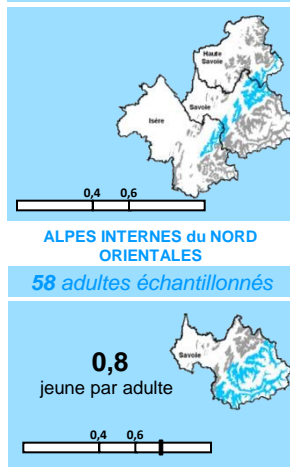 Haute
Savoie
Savoie
Isère
0,4 0,6
ALPES INTERNES du NORD
ORIENTALES
58 adultes échantillonnés
0,8
jeune par adulte
Savoie
0,4 0,6